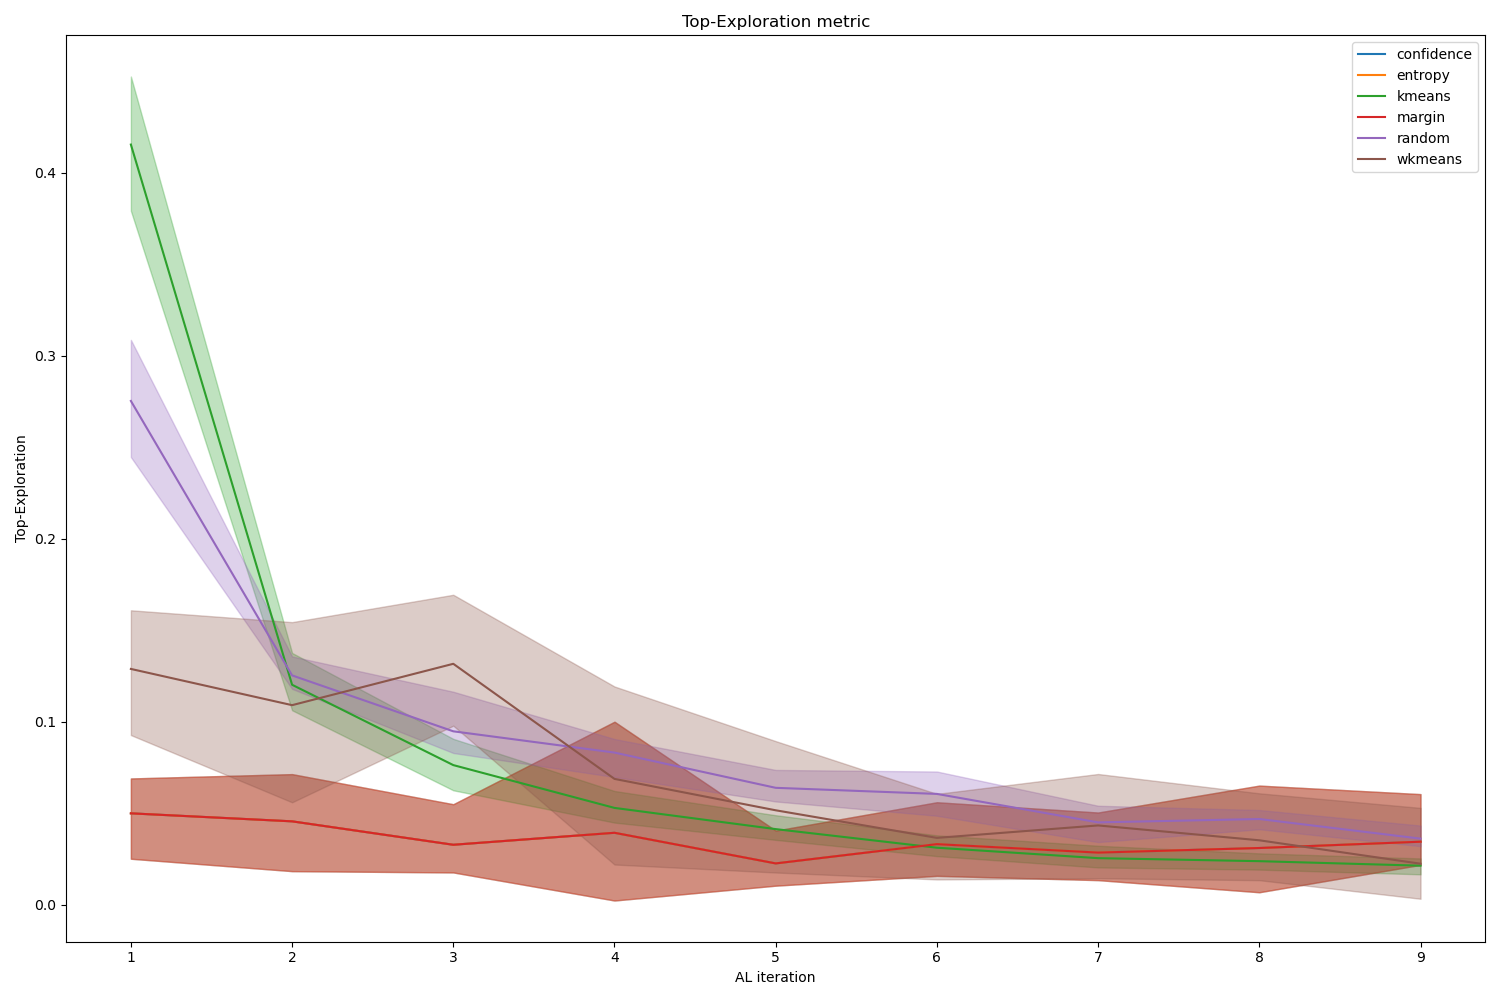 Top-Exploration metric
confidence
entropy
kmeans
margin
random
wkmeans
Top-Exploration
0.4
0.3
0.2
0.1
0.0
1 2 3 4 5 6 7 8 9
AL iteration